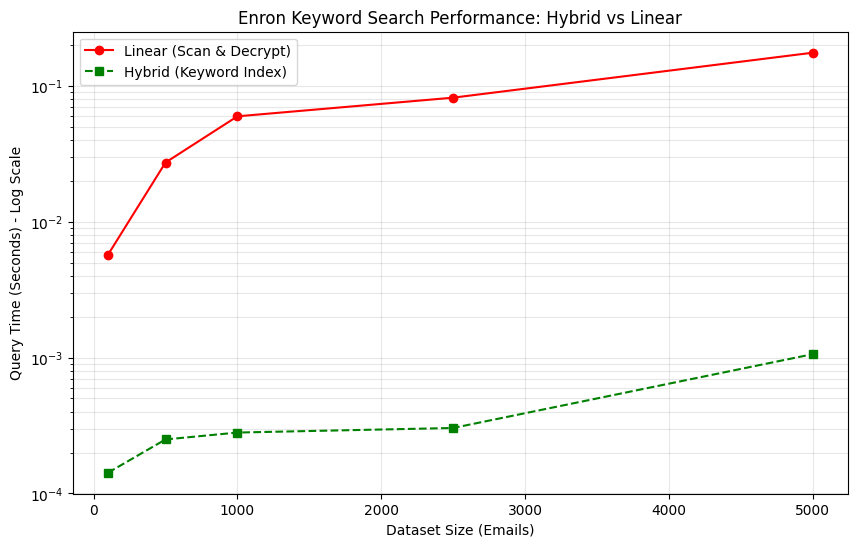 Enron Keyword Search Performance: Hybrid vs Linear
Linear (Scan & Decrypt)
Hybrid (Keyword Index)
Query Time (Seconds) - Log Scale
10⁻¹
10⁻²
10⁻³
10⁻⁴
0 1000 2000 3000 4000 5000
Dataset Size (Emails)